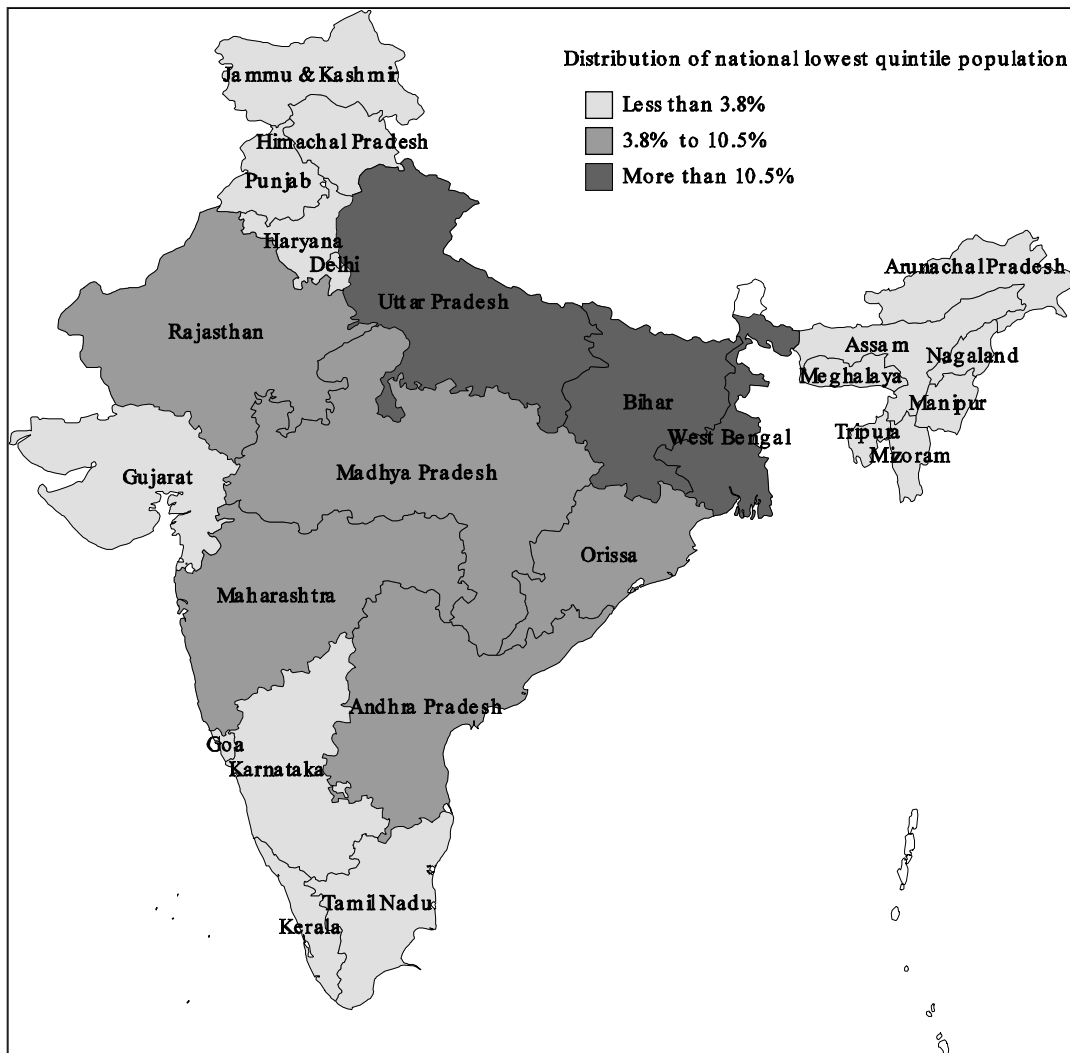 Distribution of national lowest quintile population
Less than 3.8%
3.8% to 10.5%
More than 10.5%
Jammu & Kashmir
Himachal Pradesh
Punjab
Haryana
Delhi
Uttar Pradesh
Rajasthan
Arunachal Pradesh
Assam
Nagaland
Meghalaya
Manipur
Tripura
Mizoram
Bihar
West Bengal
Gujarat
Madhya Pradesh
Orissa
Maharashtra
Andhra Pradesh
Goa
Karnataka
Tamil Nadu
Kerala